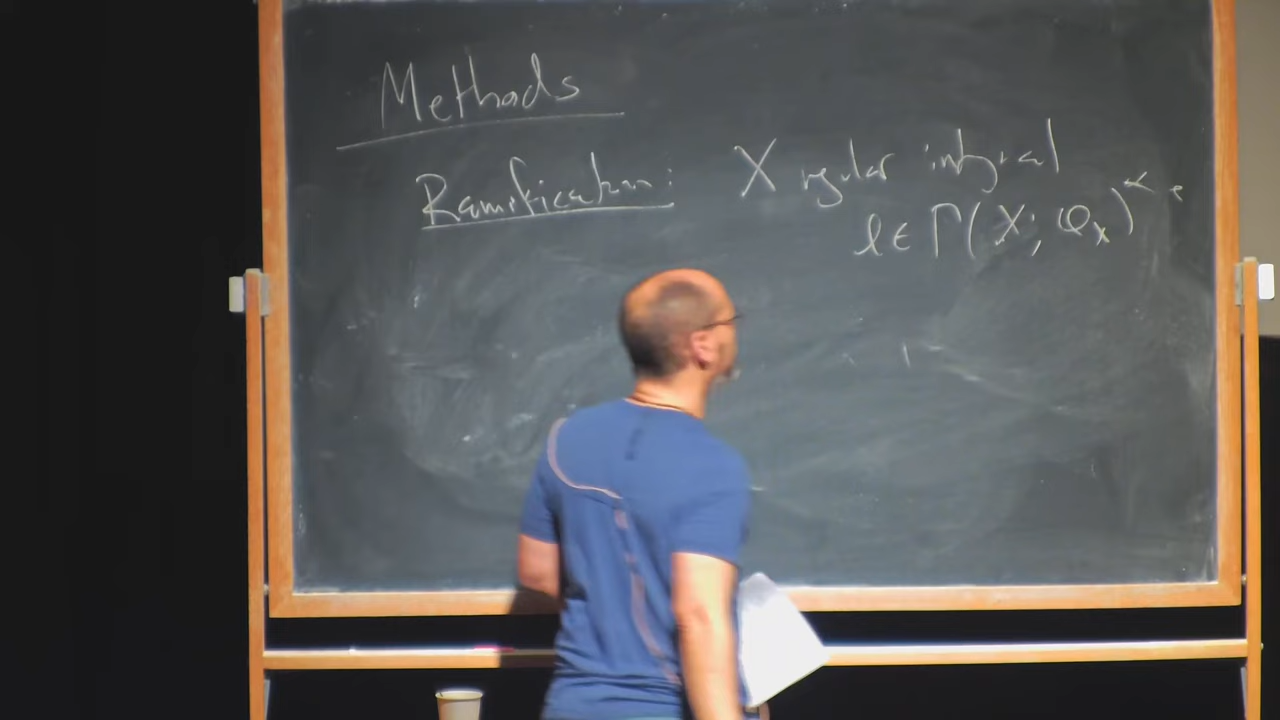 Methods
Ramification: X regular integral
l ∈ Γ(X; O_X)^×